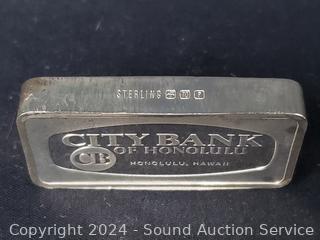 STERLING
CITY BANK
OF HONOLULU
CB
HONOLULU, HAWAII
Copyright 2024 - Sound Auction Service